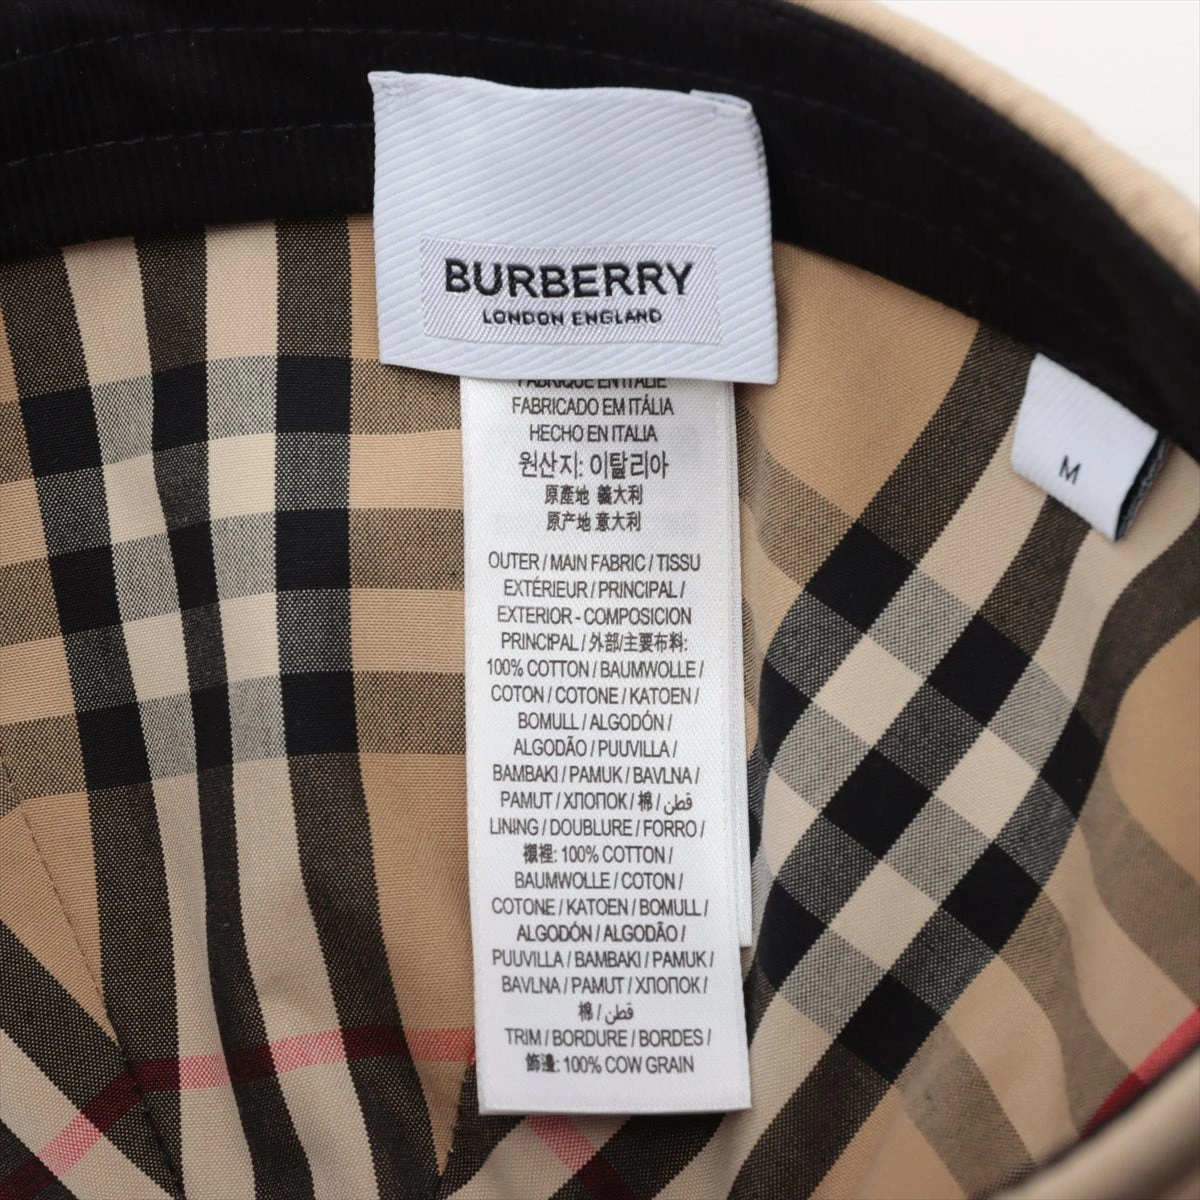 BURBERRY
LONDON ENGLAND
FABRIQUÉ EN ITALIE
FABRICADO EM ITÁLIA
HECHO EN ITALIA
원산지: 이탈리아
原產地 義大利
原产地 意大利
OUTER / MAIN FABRIC / TISSU
EXTÉRIEUR / PRINCIPAL /
EXTERIOR - COMPOSICION
PRINCIPAL / 外部/主要布料:
100% COTTON / BAUMWOLLE /
COTON / COTONE / KATOEN /
BOMULL / ALGODÓN /
ALGODÃO / PUUVILLA /
BAMBAKI / PAMUK / BAVLNA /
PAMUT / ХЛОПОК / 棉 / قطن
LINING / DOUBLURE / FORRO /
襯裡: 100% COTTON /
BAUMWOLLE / COTON /
COTONE / KATOEN / BOMULL /
ALGODÓN / ALGODÃO /
PUUVILLA / BAMBAKI / PAMUK /
BAVLNA / PAMUT / ХЛОПОК /
棉 / قطن
TRIM / BORDURE / BORDES /
飾邊: 100% COW GRAIN
M